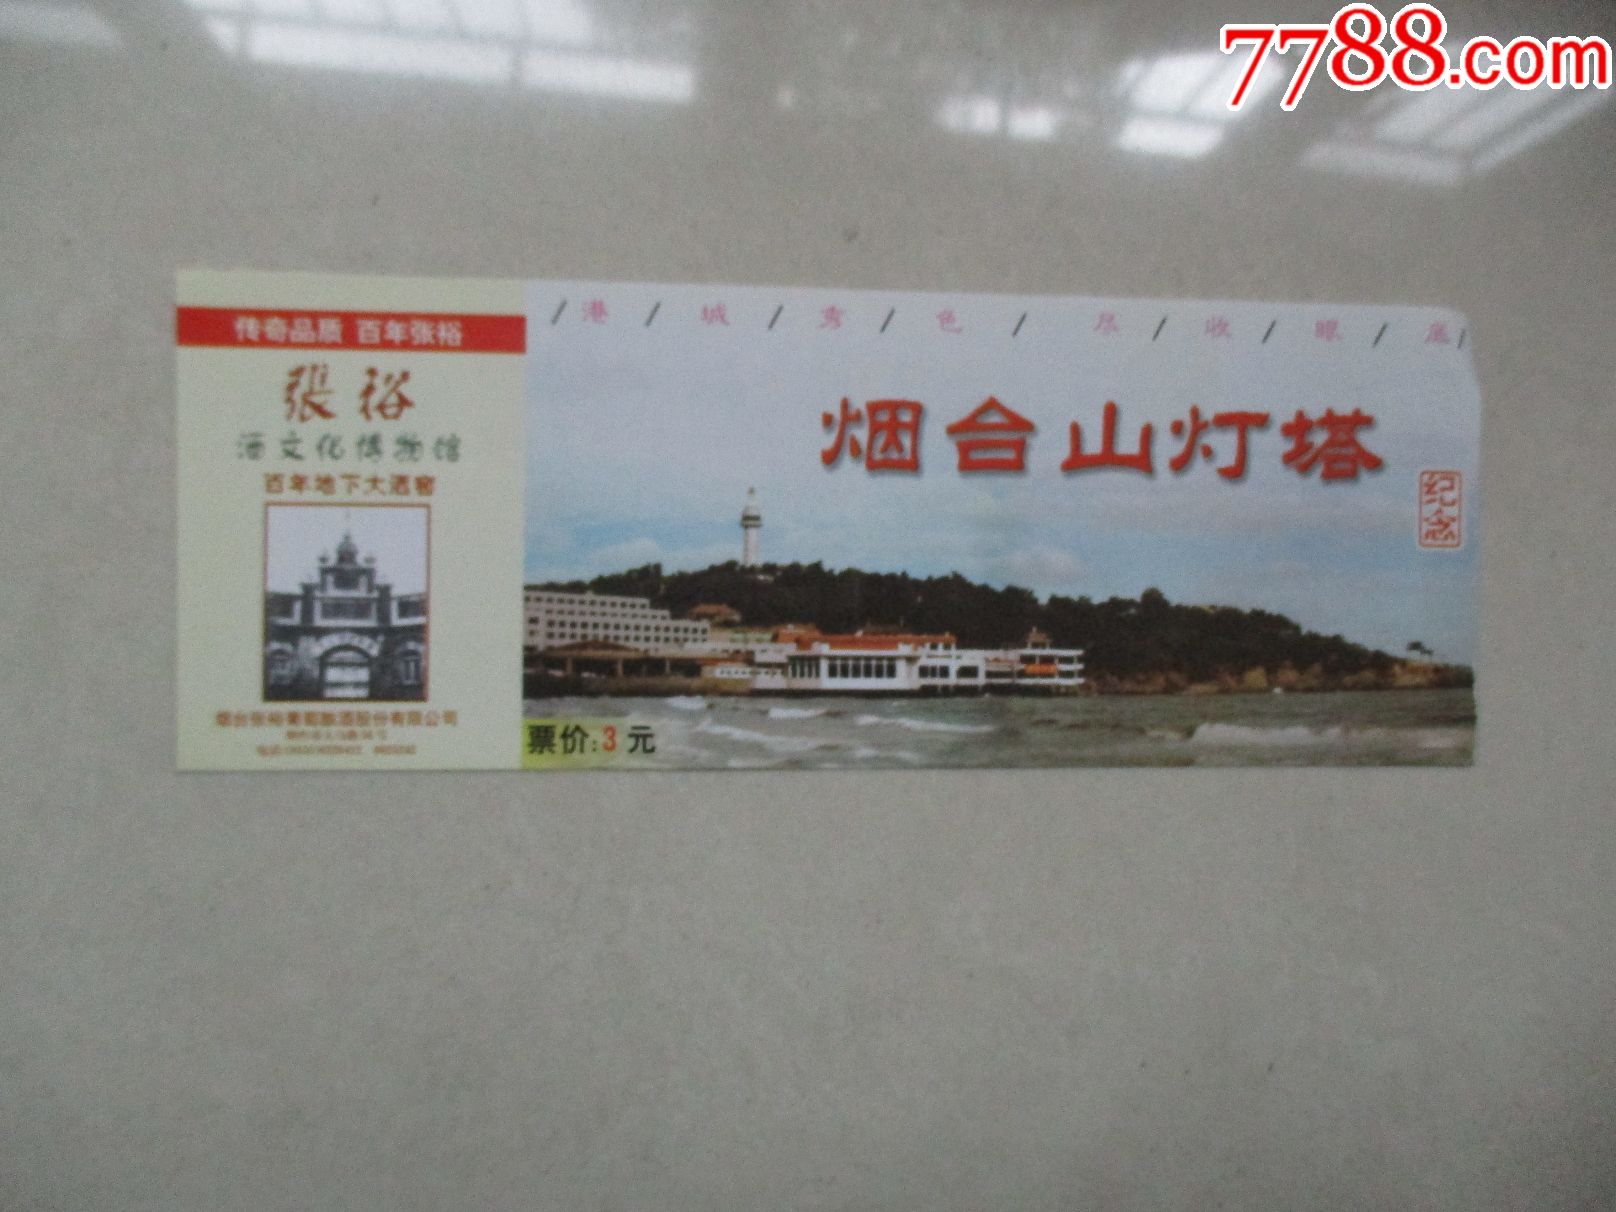 7788.com
传奇品质 百年张裕
張裕
酒文化博物馆
百年地下大酒窖
烟台张裕葡萄酿酒股份有限公司
/港/城/秀/色/尽/收/眼/底/
烟台山灯塔
纪念
票价:3元